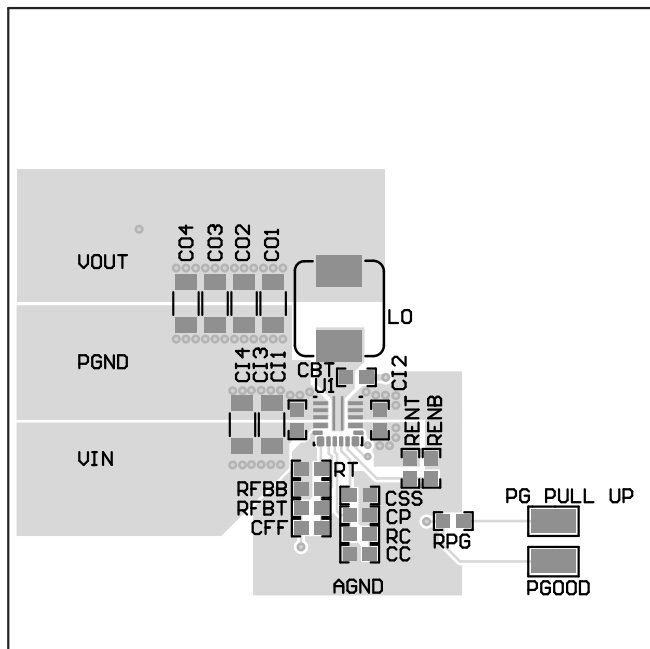 CO4
CO3
CO2
CO1
VOUT
LO
PGND
CI4
CI3
CI1
CBT
U1
CI2
RENT
RENB
VIN
RT
RFBB
RFBT
CFF
CSS
CP
RC
CC
PG PULL UP
RPG
AGND
PGOOD